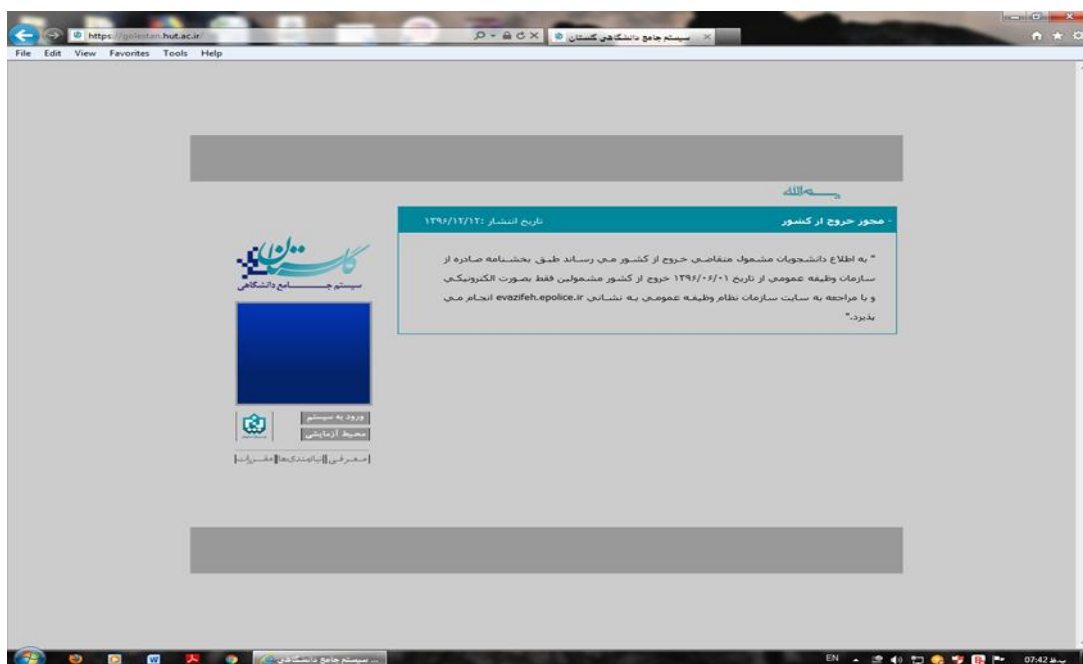 https://golestan.hut.ac.ir
سیستم جامع دانشگاهی گلستان
File Edit View Favorites Tools Help
- مجوز خروج از کشور
تاریخ انتشار :۱۳۹۶/۱۲/۱۲
" به اطلاع دانشجویان مشمول متقاضی خروج از کشور می رساند طبق بخشنامه صادره از
سازمان وظیفه عمومی از تاریخ ۱۳۹۶/۰۶/۰۱ خروج از کشور مشمولین فقط بصورت الکترونیکی
و با مراجعه به سایت سازمان نظام وظیفه عمومی به نشانی evazifeh.epolice.ir انجام می
پذیرد."
گلستان
سیستم جـــامع دانشگاهی
ورود به سیستم
محیط آزمایشی
|معرفی||نیازمندی‌ها||مقررات|
سیستم جامع دانشگاهی ...
EN
07:42 ب.ظ